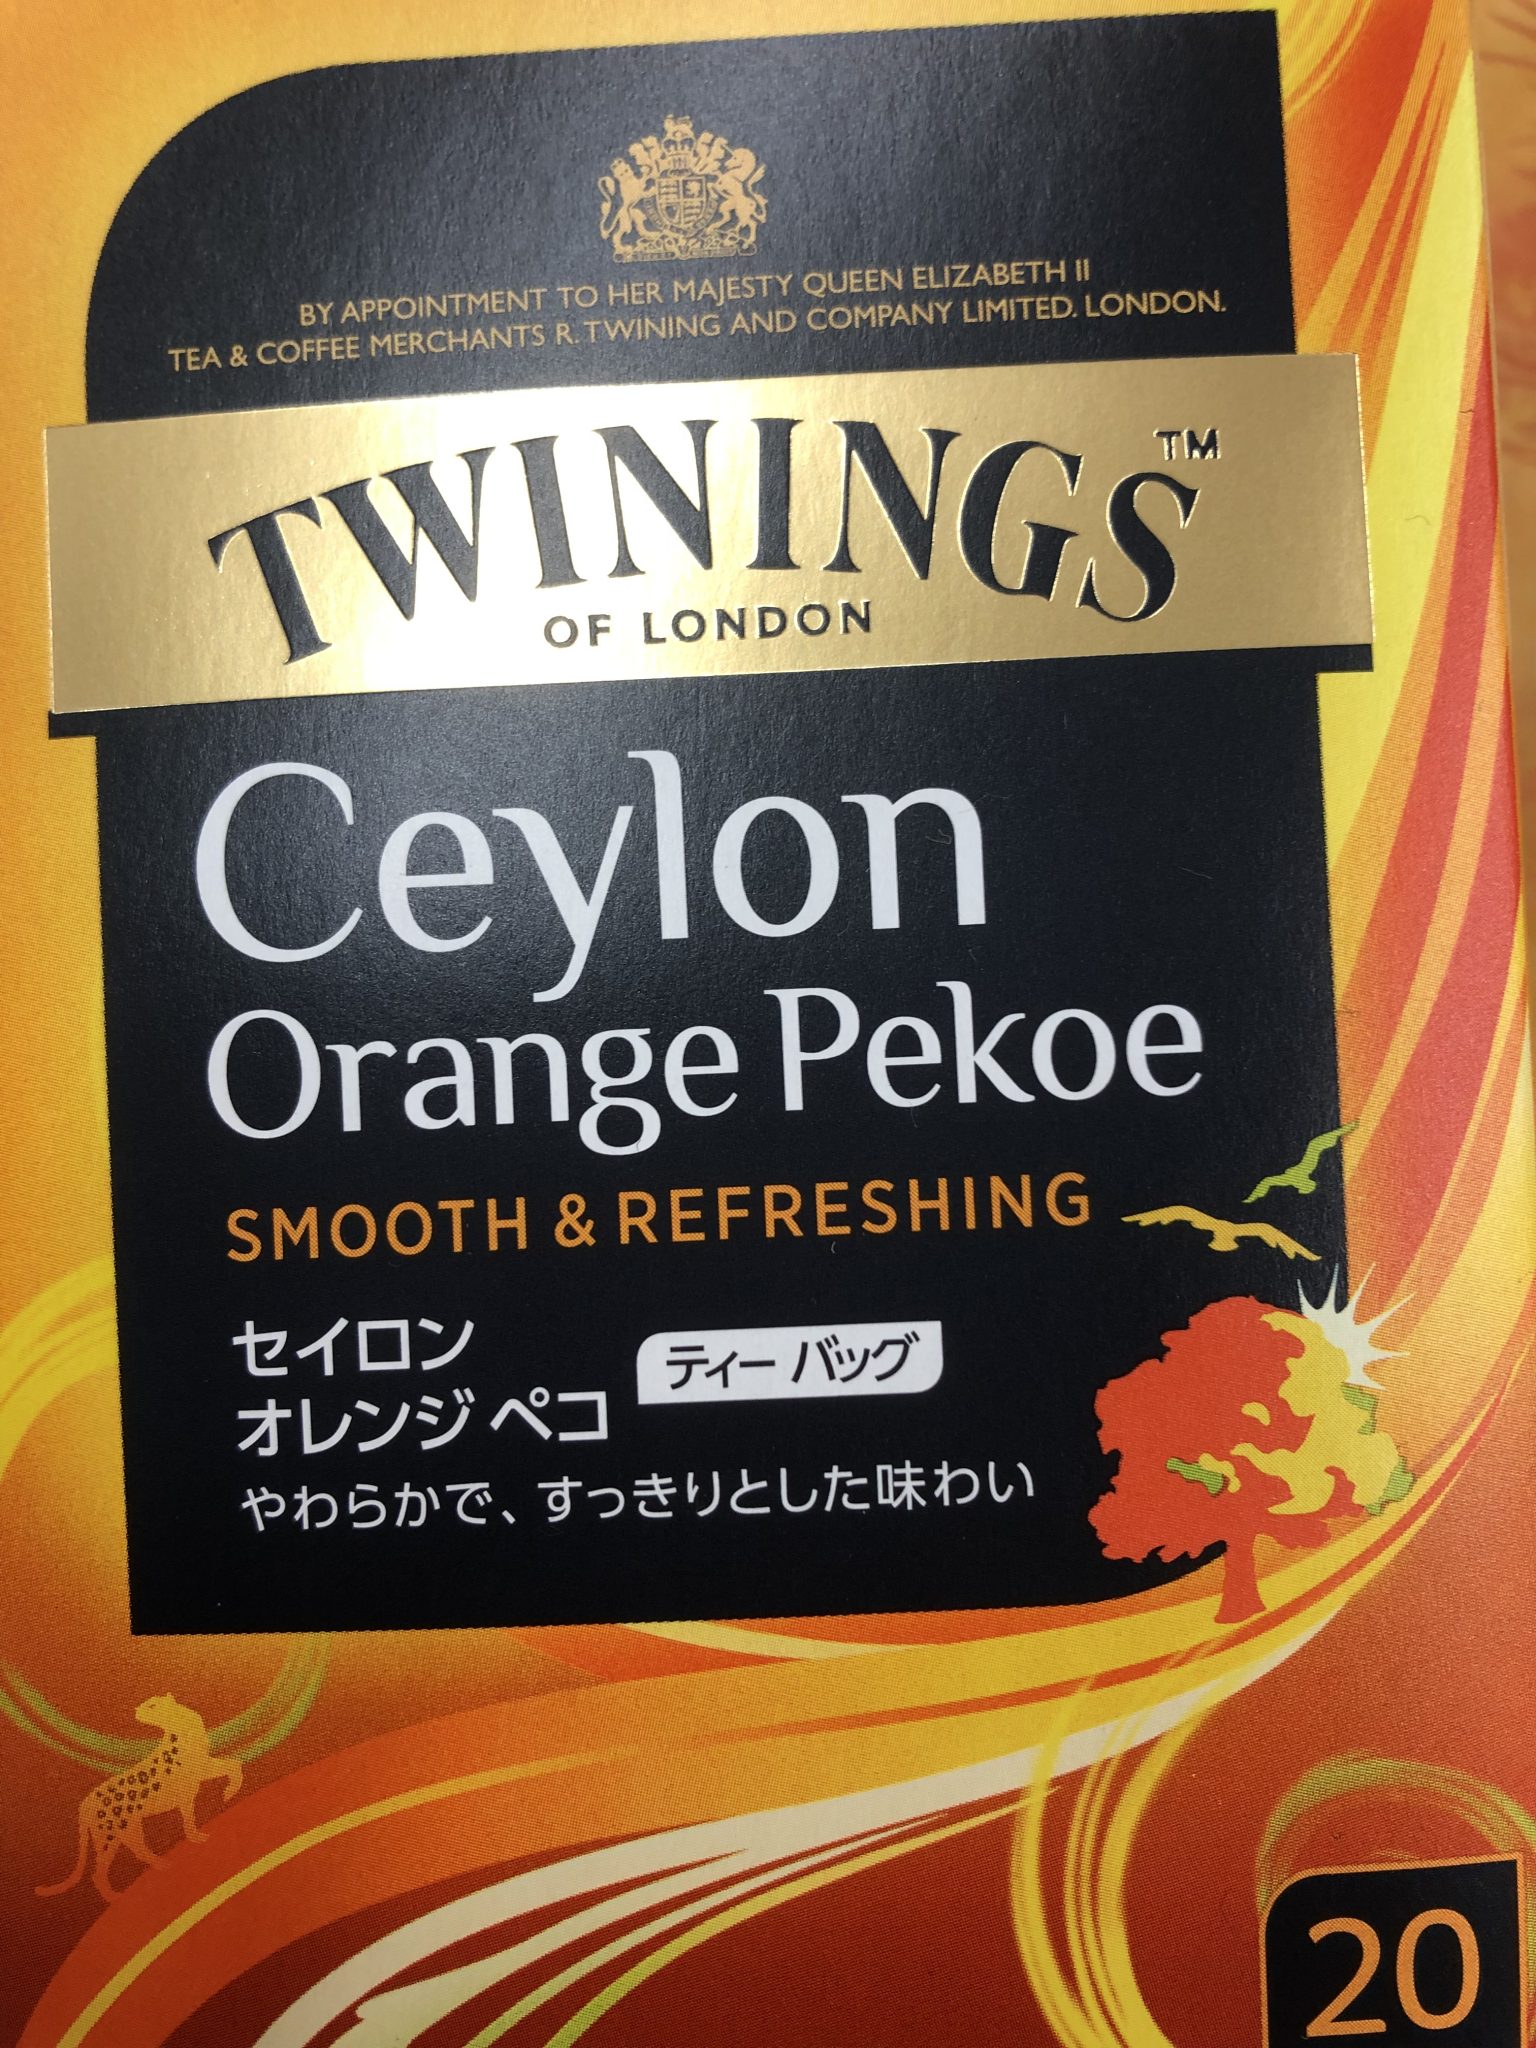 BY APPOINTMENT TO HER MAJESTY QUEEN ELIZABETH II
TEA & COFFEE MERCHANTS R. TWINING AND COMPANY LIMITED. LONDON.
TWININGS™
OF LONDON
Ceylon
Orange Pekoe
SMOOTH & REFRESHING
セイロン
オレンジ ペコ
ティー バッグ
やわらかで、すっきりとした味わい
20